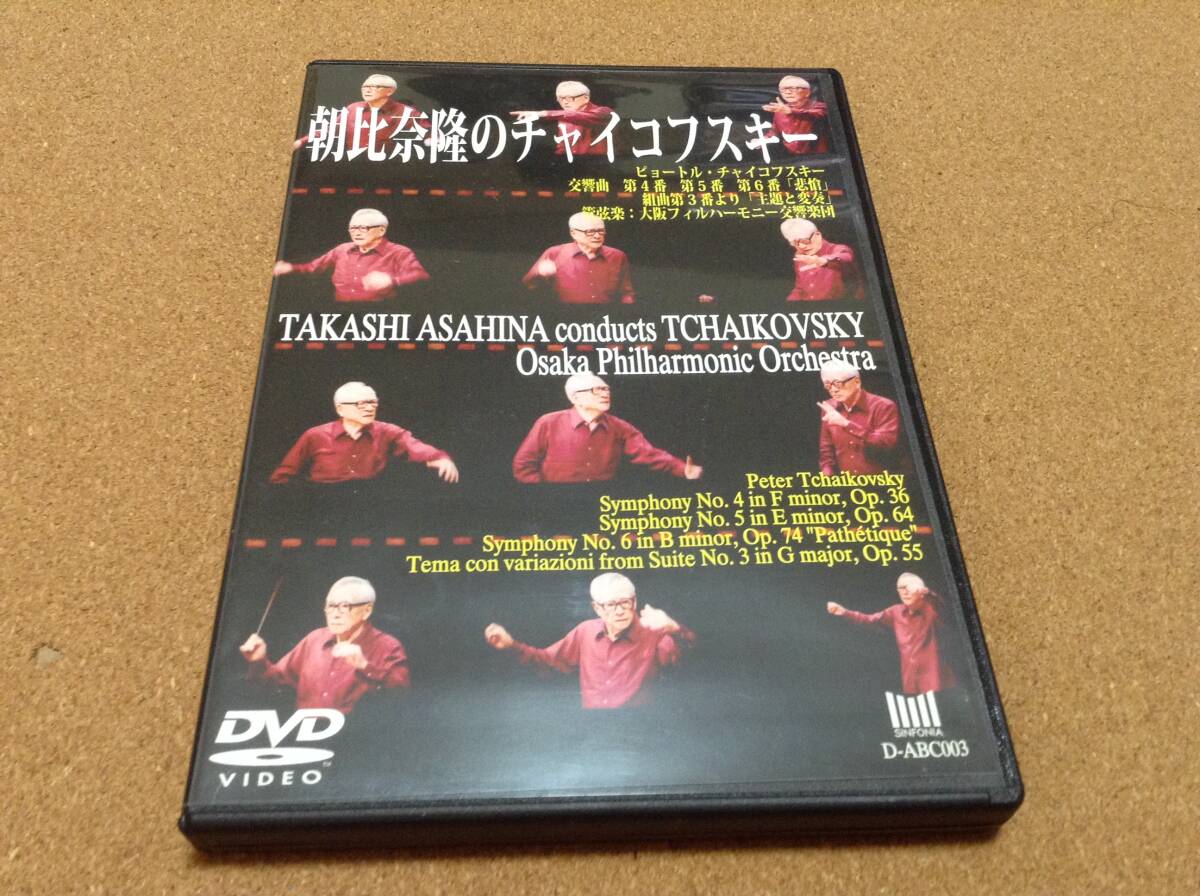 朝比奈隆のチャイコフスキー
ピョートル・チャイコフスキー
交響曲 第4番 第5番 第6番「悲愴」
組曲第3番より「主題と変奏」
管弦楽：大阪フィルハーモニー交響楽団
TAKASHI ASAHINA conducts TCHAIKOVSKY
Osaka Philharmonic Orchestra
Peter Tchaikovsky
Symphony No. 4 in F minor, Op. 36
Symphony No. 5 in E minor, Op. 64
Symphony No. 6 in B minor, Op. 74 "Pathétique"
Tema con variazioni from Suite No. 3 in G major, Op. 55
DVD
VIDEO
SINFONIA
D-ABC003